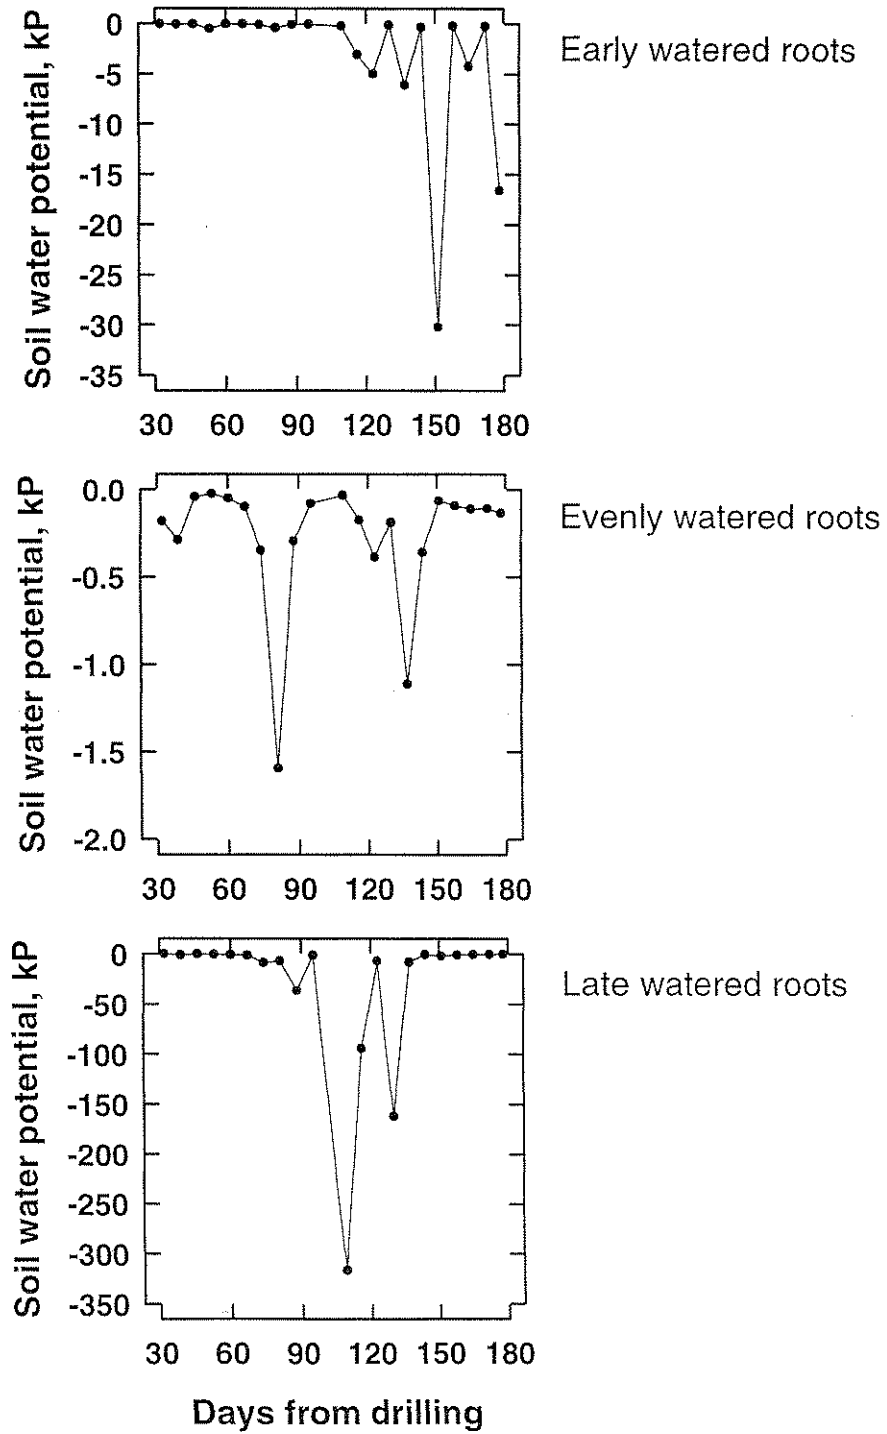 Soil water potential, kP
0
-5
-10
-15
-20
-25
-30
-35
30 60 90 120 150 180
Early watered roots
Soil water potential, kP
0.0
-0.5
-1.0
-1.5
-2.0
30 60 90 120 150 180
Evenly watered roots
Soil water potential, kP
0
-50
-100
-150
-200
-250
-300
-350
30 60 90 120 150 180
Late watered roots
Days from drilling